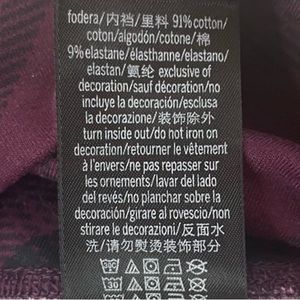 fodera/内裆/里料 91% cotton/
coton/algodón/cotone/棉
9% elastane/élasthanne/elastano/
elastan/氨纶 exclusive of
decoration/sauf décoration/no
incluye la decoración/esclusa
la decorazione/装饰除外
turn inside out/do not iron on
decoration/retourner le vêtement
à l'envers/ne pas repasser sur
les ornements/lavar del lado
del revés/no planchar sobre la
decoración/girare al rovescio/non
stirare le decorazioni/反面水
洗/请勿熨烫装饰部分
30
30